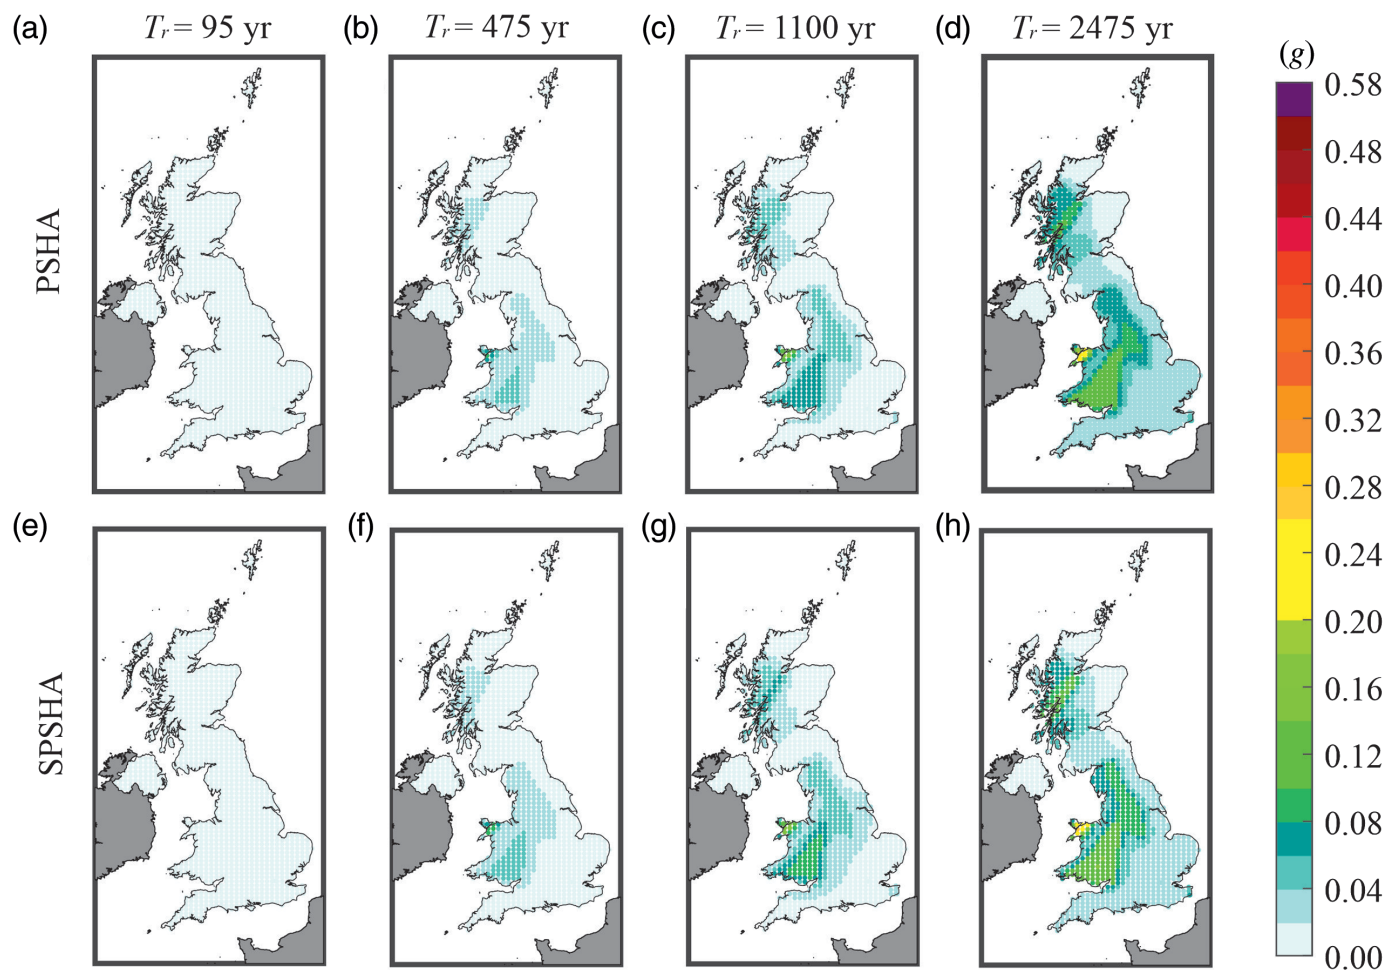 (a) Tr = 95 yr (b) Tr = 475 yr (c) Tr = 1100 yr (d) Tr = 2475 yr
(g)
0.58
0.48
0.44
0.40
0.36
0.32
0.28
0.24
0.20
0.16
0.12
0.08
0.04
0.00
PSHA
(e) (f) (g) (h)
SPSHA